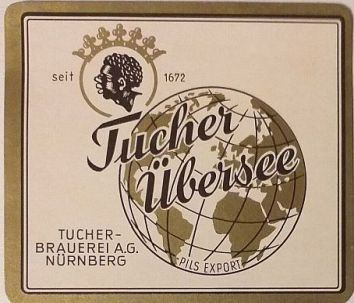 seit 1672
Tucher
Übersee
TUCHER-
BRAUEREI A.G.
NÜRNBERG
PILS EXPORT